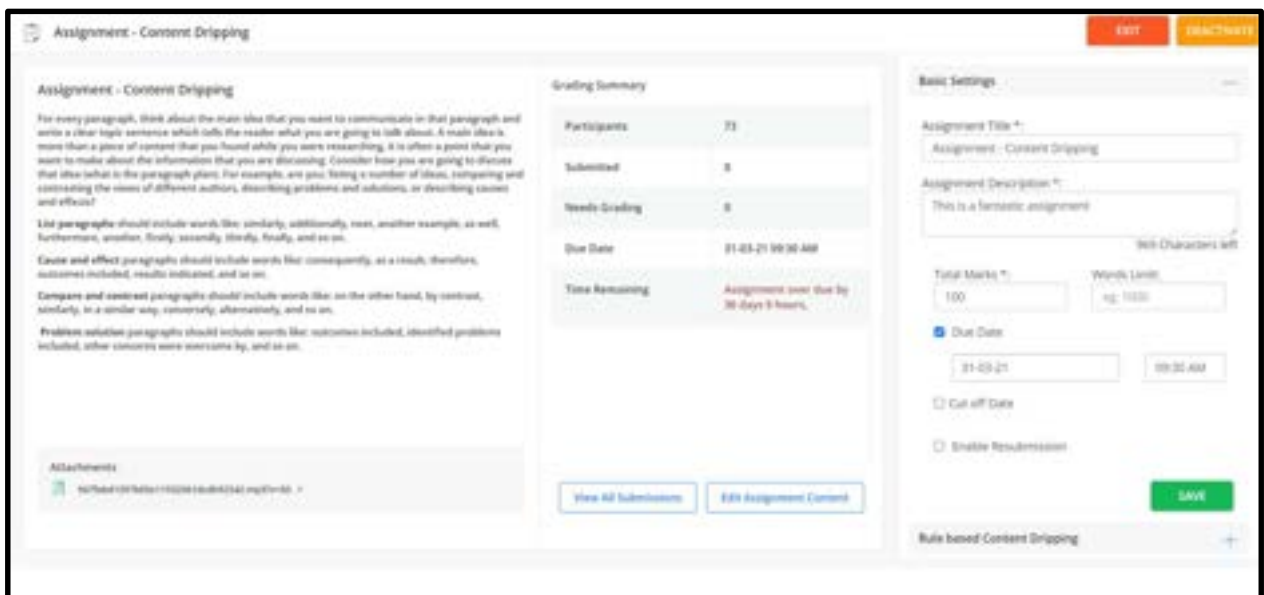 Assignment - Content Dripping
EXIT
DEACTIVATE
Assignment - Content Dripping
For every paragraph, think about the main idea that you want to communicate in that paragraph and
write a clear topic sentence which tells the reader what you are going to talk about. A main idea is
more than a piece of content that you found while you were researching, it is often a point that you
want to make about the information that you are discussing. Consider how you are going to discuss
that idea (what is the paragraph plan). For example, are you: listing a number of ideas, comparing and
contrasting the views of different authors, describing problems and solutions, or describing causes
and effects?
List paragraphs should include words like: similarly, additionally, next, another example, as well,
furthermore, another, firstly, secondly, thirdly, finally, and so on.
Cause and effect paragraphs should include words like: consequently, as a result, therefore,
outcomes included, results indicated, and so on.
Compare and contrast paragraphs should include words like: on the other hand, by contrast,
similarly, in a similar way, conversely, alternatively, and so on.
Problem solution paragraphs should include words like: outcomes included, identified problems
included, other concerns were overcome by, and so on.
Attachments
Grading Summary
Participants 73
Submitted 0
Needs Grading 0
Due Date 31-03-21 09:30 AM
Time Remaining Assignment over due by
36 days 9 hours,
View All Submissions
Edit Assignment Content
Basic Settings
Assignment Title *:
Assignment - Content Dripping
Assignment Description *:
This is a fantastic assignment
969 Characters left
Total Marks *: Words Limit:
100 eg: 1000
Due Date
31-03-21 09:30 AM
Cut off Date
Enable Resubmission
SAVE
Rule based Content Dripping